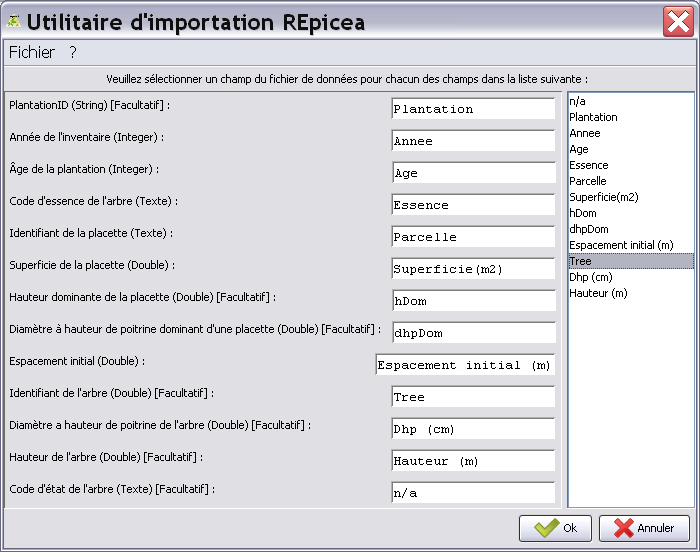 Utilitaire d'importation REpicea
Fichier ?
Veuillez sélectionner un champ du fichier de données pour chacun des champs dans la liste suivante :
PlantationID (String) [Facultatif] : Plantation
Année de l'inventaire (Integer) : Annee
Âge de la plantation (Integer) : Age
Code d'essence de l'arbre (Texte) : Essence
Identifiant de la placette (Texte) : Parcelle
Superficie de la placette (Double) : Superficie(m2)
Hauteur dominante de la placette (Double) [Facultatif] : hDom
Diamètre à hauteur de poitrine dominant d'une placette (Double) [Facultatif] : dhpDom
Espacement initial (Double) : Espacement initial (m)
Identifiant de l'arbre (Double) [Facultatif] : Tree
Diamètre a hauteur de poitrine de l'arbre (Double) [Facultatif] : Dhp (cm)
Hauteur de l'arbre (Double) [Facultatif] : Hauteur (m)
Code d'état de l'arbre (Texte) [Facultatif] : n/a
n/a
Plantation
Annee
Age
Essence
Parcelle
Superficie(m2)
hDom
dhpDom
Espacement initial (m)
Tree
Dhp (cm)
Hauteur (m)
Ok
Annuler